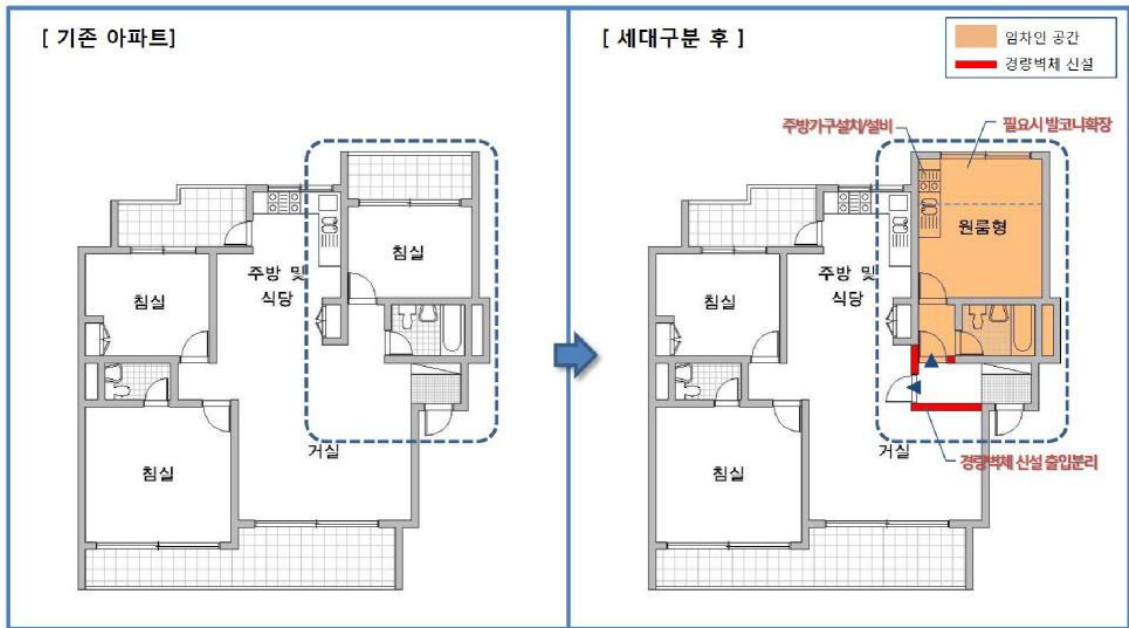 [ 기존 아파트]
침실
주방 및
식당
침실
거실
침실
[ 세대구분 후 ]
임차인 공간
경량벽체 신설
주방가구설치/설비
필요시 발코니확장
원룸형
주방 및
식당
침실
거실
경량벽체 신설 출입분리
침실